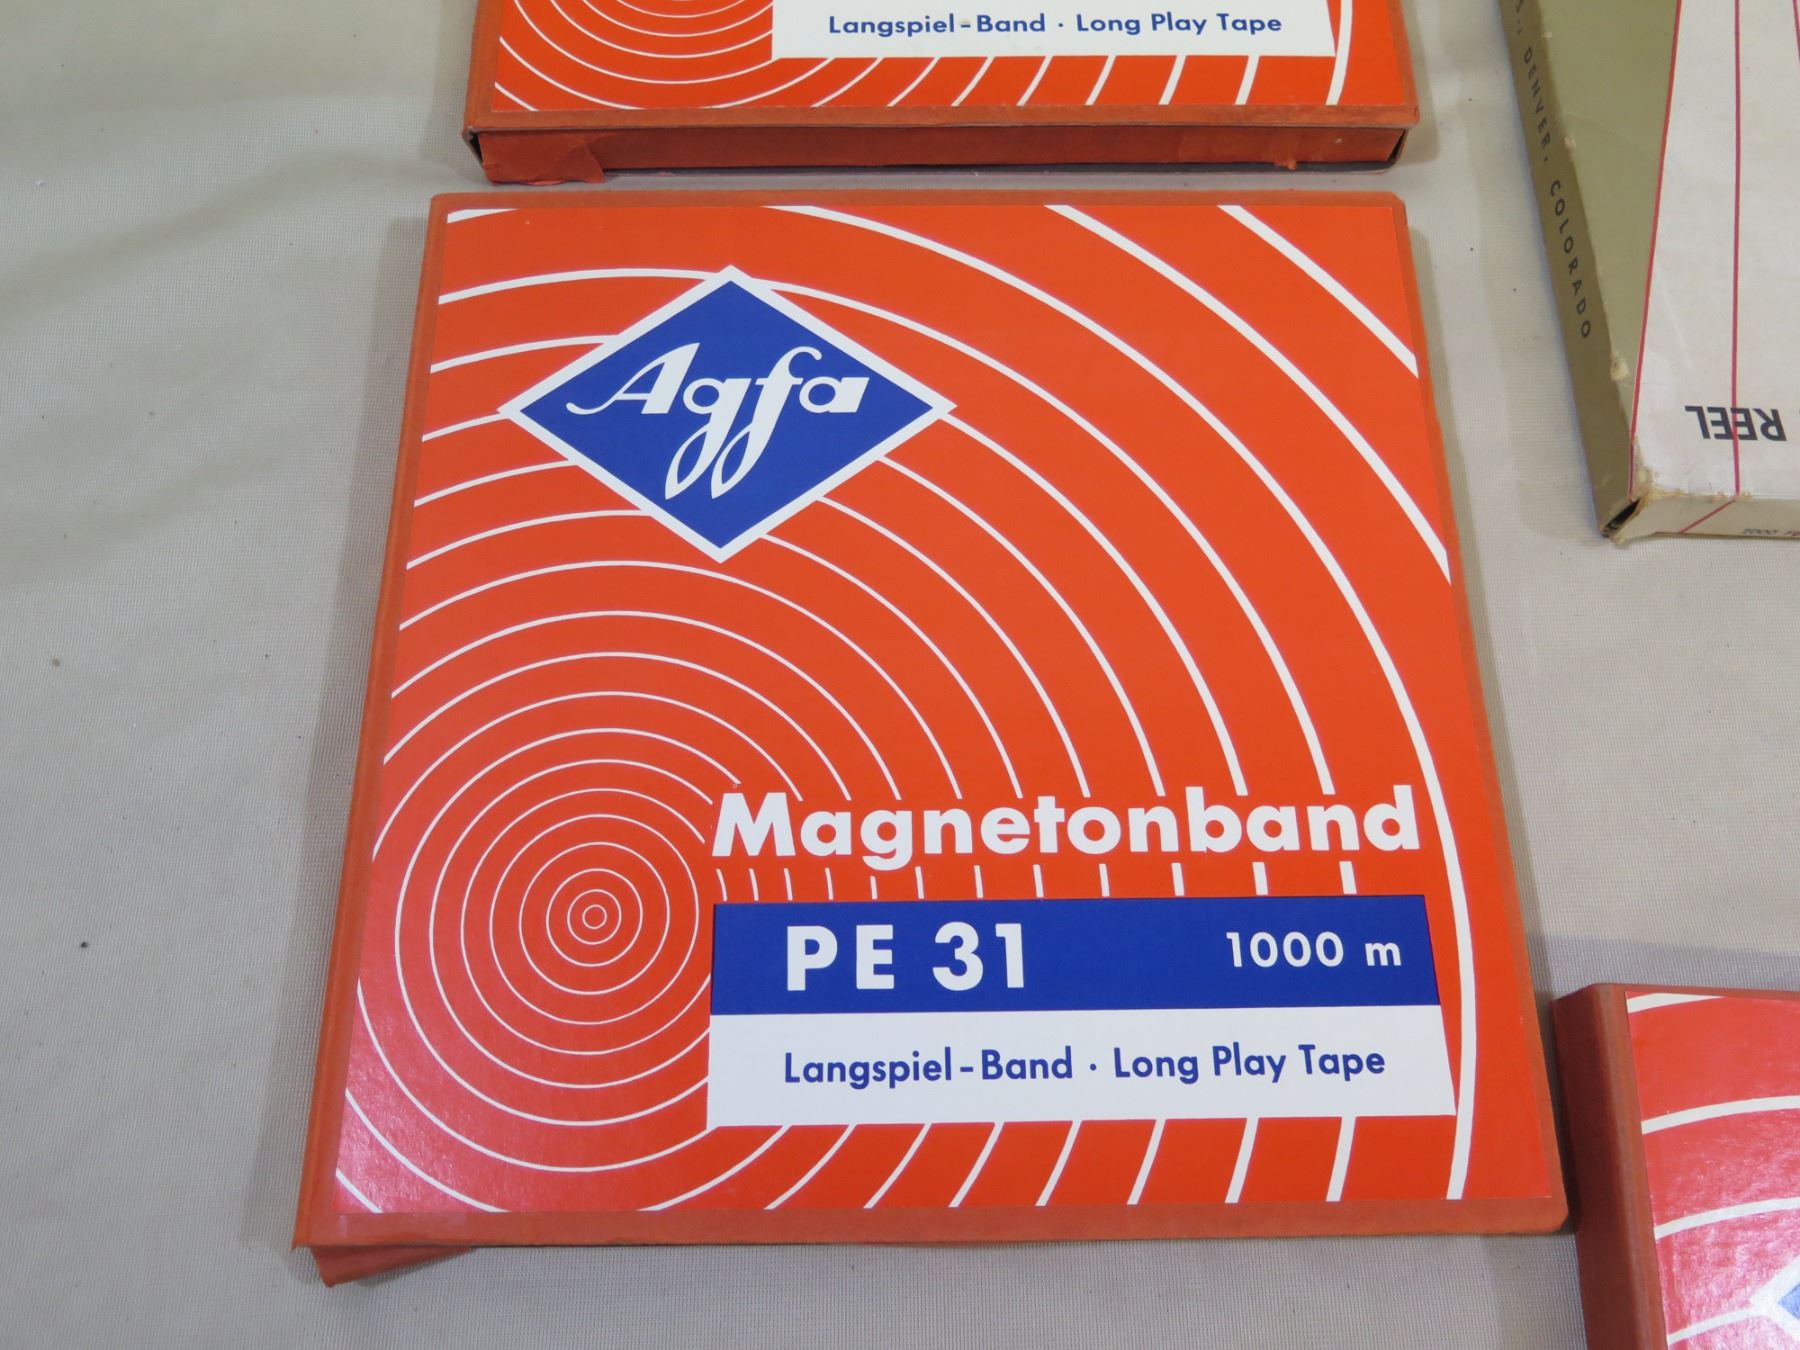 Langspiel-Band · Long Play Tape
Agfa
Magnetonband
PE 31 1000 m
Langspiel-Band · Long Play Tape
DENVER, COLORADO
REEL